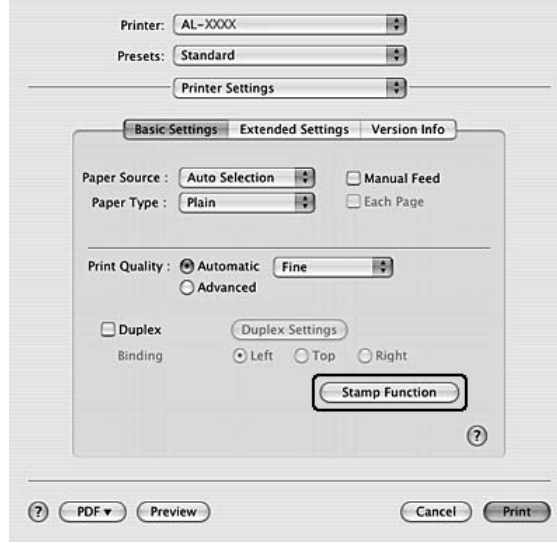 Printer: AL-XXXX
Presets: Standard
Printer Settings
Basic Settings Extended Settings Version Info
Paper Source : Auto Selection Manual Feed
Paper Type : Plain Each Page
Print Quality : Automatic Fine
Advanced
Duplex Duplex Settings
Binding Left Top Right
Stamp Function
?
? PDF ▾ Preview Cancel Print